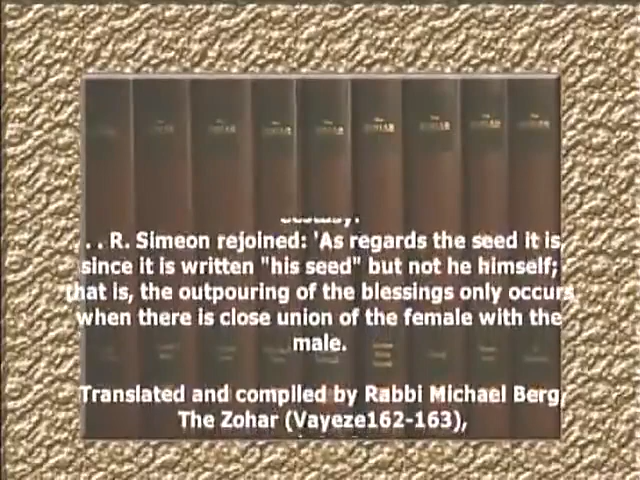 . . R. Simeon rejoined: 'As regards the seed it is,
since it is written "his seed" but not he himself;
that is, the outpouring of the blessings only occurs
when there is close union of the female with the
male.
Translated and compiled by Rabbi Michael Berg,
The Zohar (Vayeze162-163),